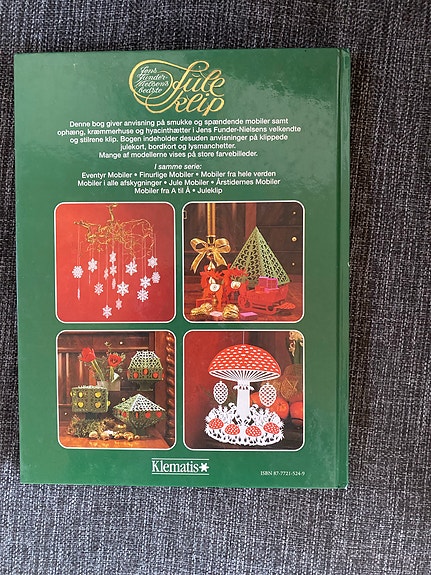 Jens
Funder-
Nielsens
bedste
Jule
klip
Denne bog giver anvisning på smukke og spændende mobiler samt
ophæng, kræmmerhuse og hyacinthætter i Jens Funder-Nielsens velkendte
og stilrene klip. Bogen indeholder desuden anvisninger på klippede
julekort, bordkort og lysmanchetter.
Mange af modellerne vises på store farvebilleder.
I samme serie:
Eventyr Mobiler • Finurlige Mobiler • Mobiler fra hele verden
Mobiler i alle afskygninger • Jule Mobiler • Årstidernes Mobiler
Mobiler fra A til Å • Juleklip
Klematis
ISBN 87-7721-524-9